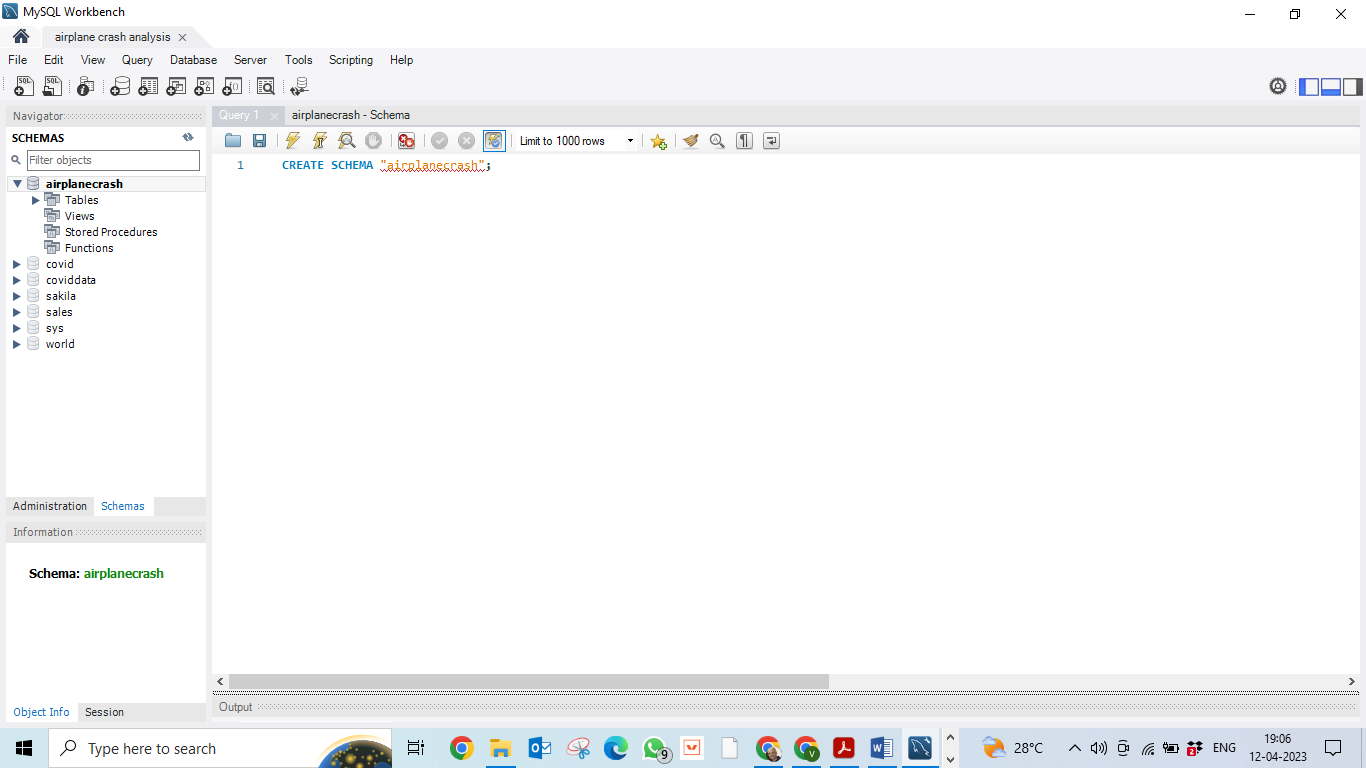 MySQL Workbench
airplane crash analysis
File Edit View Query Database Server Tools Scripting Help
Navigator
Query 1 airplanecrash - Schema
SCHEMAS
Limit to 1000 rows
Filter objects
1 CREATE SCHEMA "airplanecrash";
airplanecrash
Tables
Views
Stored Procedures
Functions
covid
coviddata
sakila
sales
sys
world
Administration Schemas
Information
Schema: airplanecrash
Output
Object Info Session
Type here to search
9
28°C
2
ENG
19:06
12-04-2023